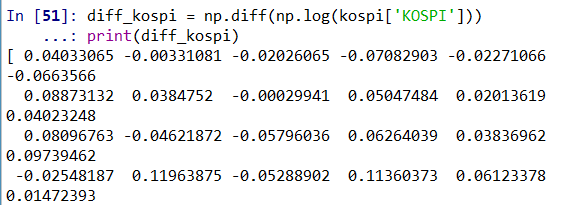 In [51]: diff_kospi = np.diff(np.log(kospi['KOSPI']))
...: print(diff_kospi)
[ 0.04033065 -0.00331081 -0.02026065 -0.07082903 -0.02271066
-0.0663566
0.08873132 0.0384752 -0.00029941 0.05047484 0.02013619
0.04023248
0.08096763 -0.04621872 -0.05796036 0.06264039 0.03836962
0.09739462
-0.02548187 0.11963875 -0.05288902 0.11360373 0.06123378
0.01472393